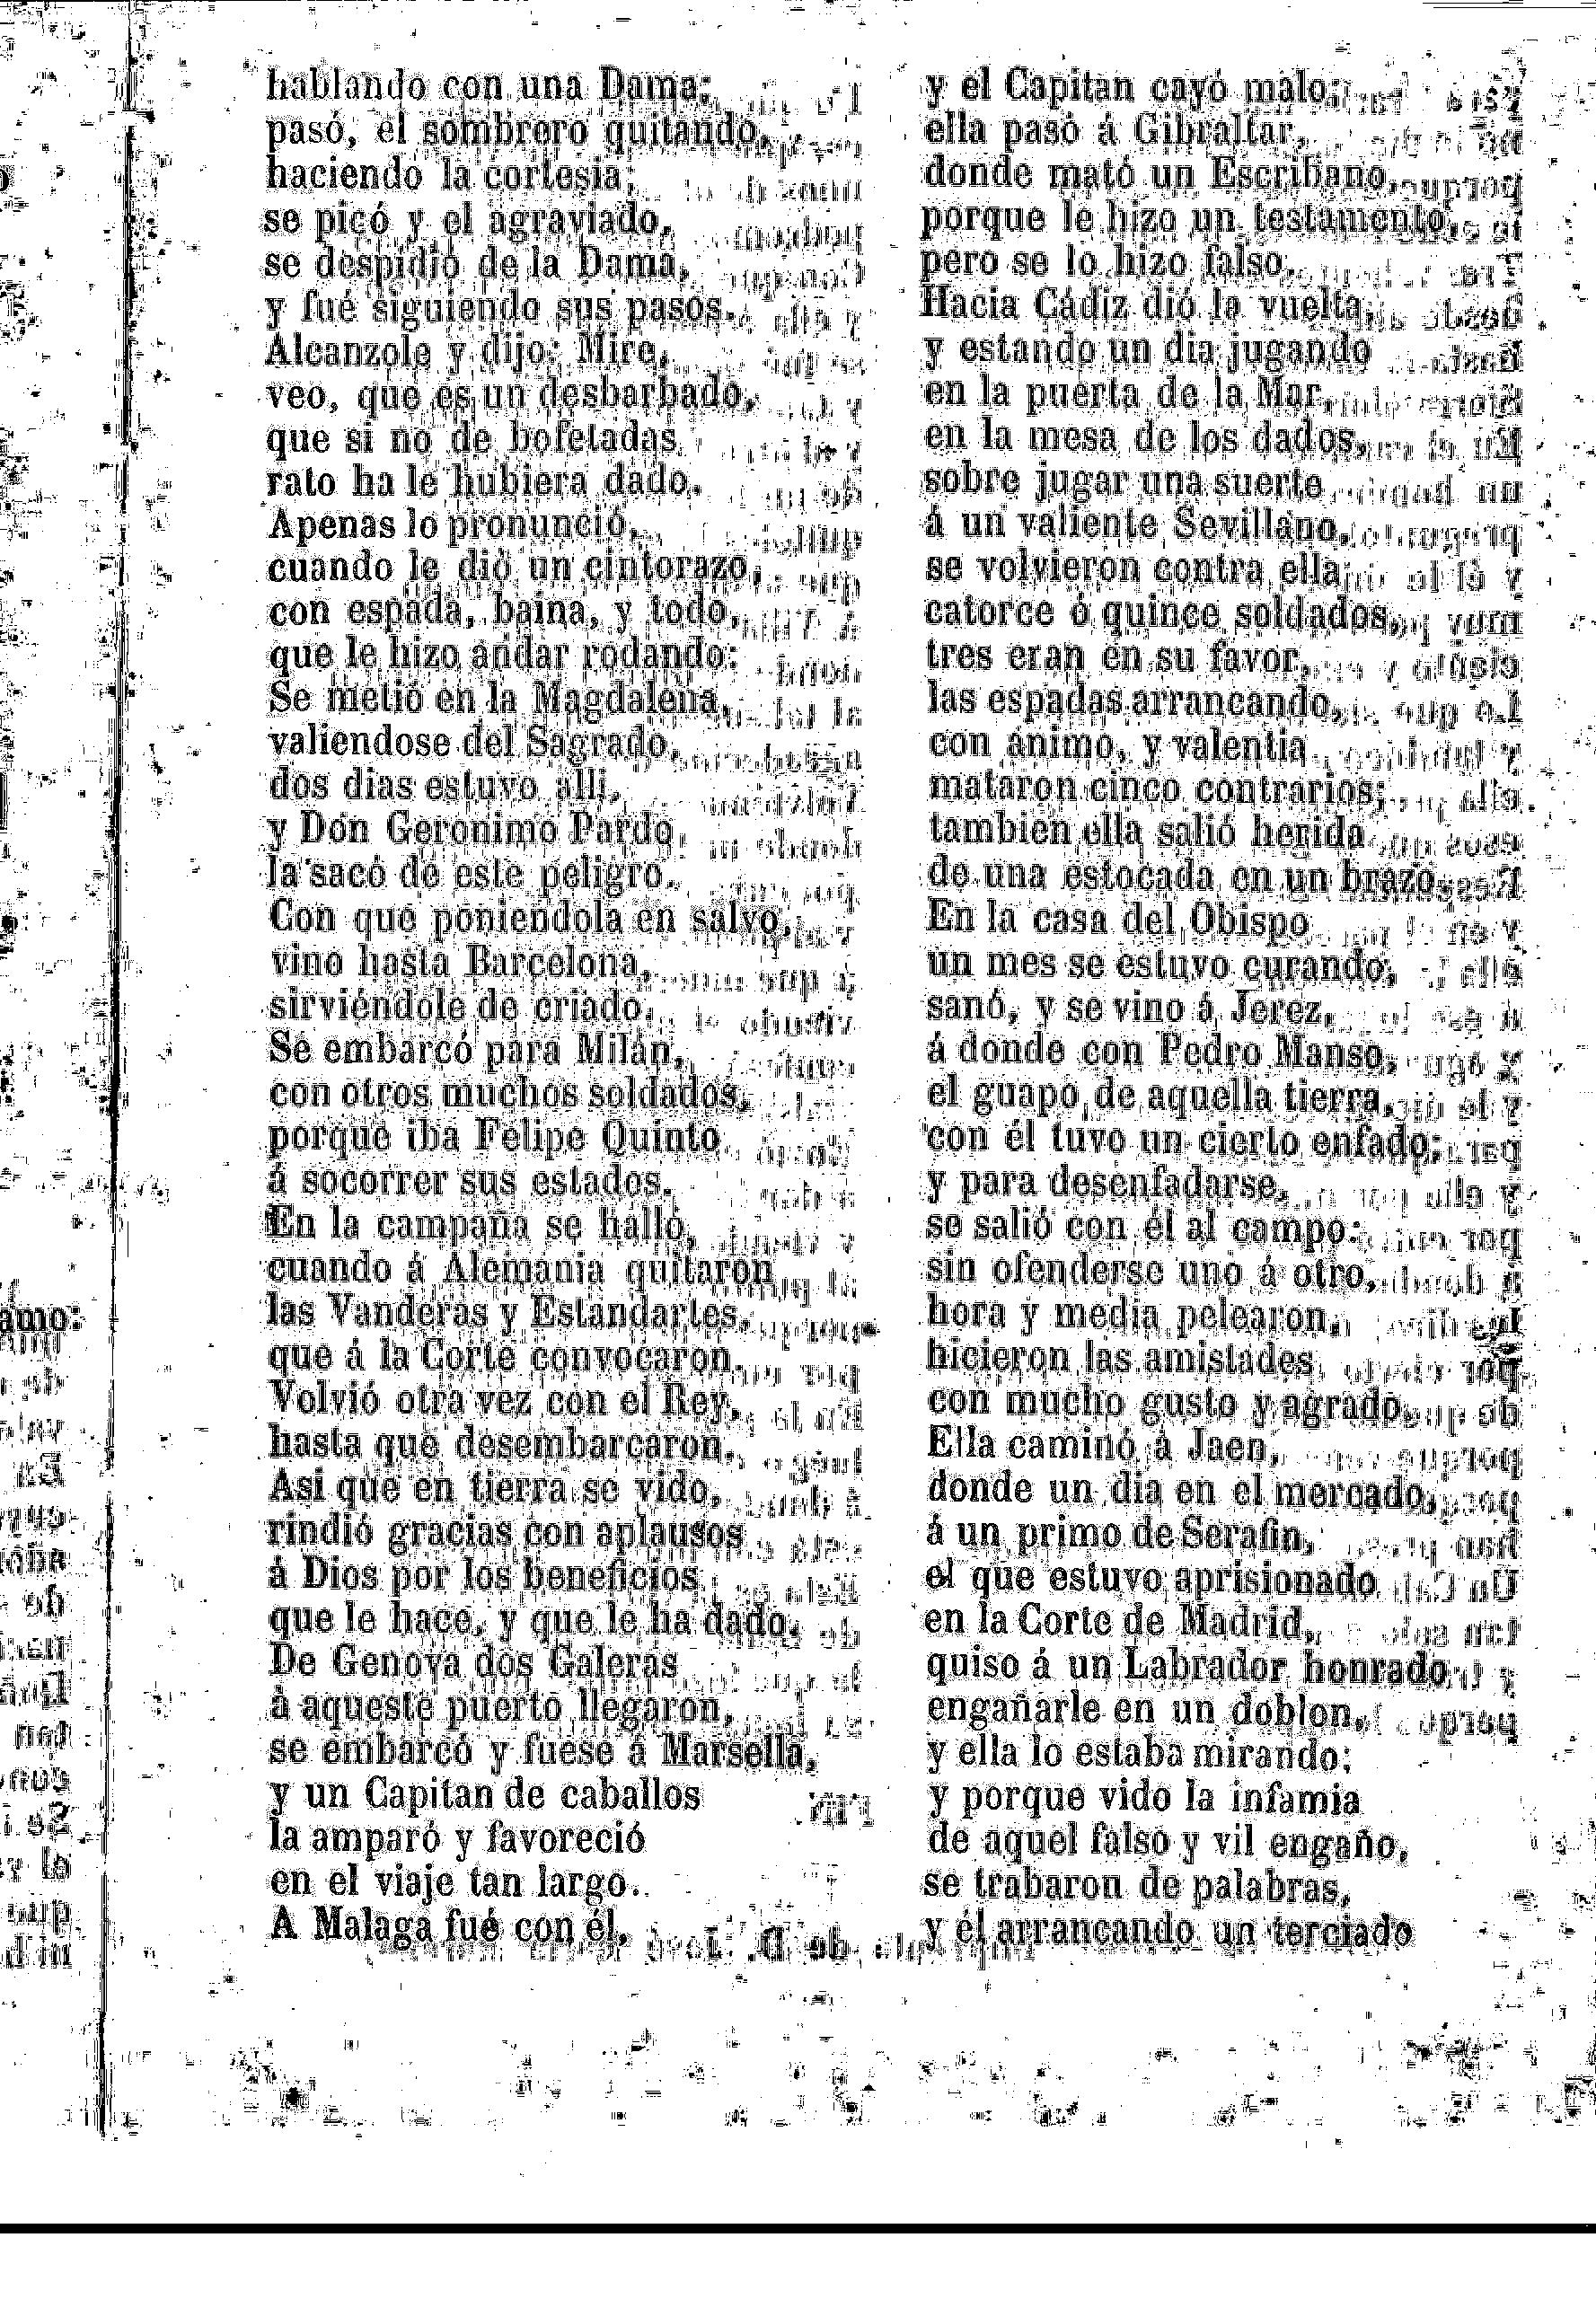 hablando con una Dama;
pasó, el sombrero quitando,
haciendo la cortesia;
se picó y el agraviado,
se despidió de la Dama,
y fué siguiendo sus pasos.
Alcanzole y dijo: Mire,
veo, que es un desbarbado,
que si no de bofetadas
rato ha le hubiera dado.
Apenas lo pronunció,
cuando le dió un cintorazo,
con espada, baina, y todo,
que le hizo andar rodando:
Se metió en la Magdalena,
valiendose del Sagrado,
dos dias estuvo alli,
y Don Geronimo Pardo,
la sacó de este peligro.
Con que poniendola en salvo,
vino hasta Barcelona,
sirviéndole de criado.
Se embarcó para Milán,
con otros muchos soldados,
porque iba Felipe Quinto
á socorrer sus estados.
En la campaña se halló,
cuando á Alemania quitaron
las Vanderas y Estandartes,
que á la Corte convocaron.
Volvió otra vez con el Rey,
hasta que desembarcaron.
Asi que en tierra se vido,
rindió gracias con aplausos
á Dios por los beneficios
que le hace, y que le ha dado.
De Genova dos Galeras
á aqueste puerto llegaron,
se embarcó y fuese á Marsella,
y un Capitan de caballos
la amparó y favoreció
en el viaje tan largo.
A Malaga fué con él,
y el Capitan cayó malo;
ella pasó á Gibraltar,
donde mató un Escribano,
porque le hizo un testamento,
pero se lo hizo falso.
Hacia Cádiz dió la vuelta,
y estando un dia jugando
en la puerta de la Mar,
en la mesa de los dados,
sobre jugar una suerte
á un valiente Sevillano,
se volvieron contra ella
catorce ó quince soldados,
tres eran en su favor,
las espadas arrancando,
con ánimo, y valentia
mataron cinco contrarios;
tambien ella salió herida
de una estocada en un brazo.
En la casa del Obispo
un mes se estuvo curando,
sanó, y se vino á Jerez,
á donde con Pedro Manso,
el guapo de aquella tierra,
con él tuvo un cierto enfado;
y para desenfadarse,
se salió con él al campo:
sin ofenderse uno á otro,
hora y media pelearon,
hicieron las amistades
con mucho gusto y agrado.
Ella caminó á Jaen,
donde un dia en el mercado,
á un primo de Serafin,
el que estuvo aprisionado
en la Corte de Madrid,
quiso á un Labrador honrado
engañarle en un doblon,
y ella lo estaba mirando;
y porque vido la infamia
de aquel falso y vil engaño,
se trabaron de palabras,
y él arrancando un terciado